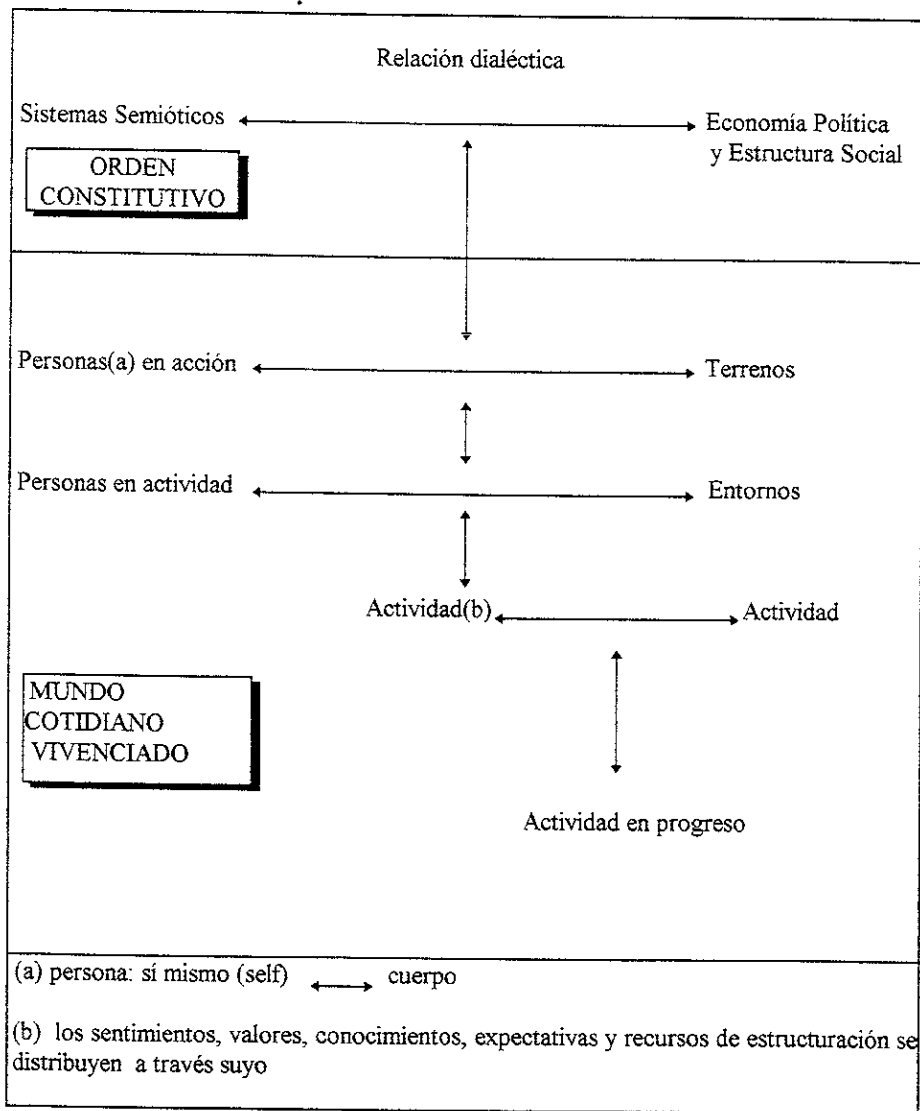 Relación dialéctica
Sistemas Semióticos
Economía Política
y Estructura Social
ORDEN
CONSTITUTIVO
Personas(a) en acción
Terrenos
Personas en actividad
Entornos
Actividad(b)
Actividad
MUNDO
COTIDIANO
VIVENCIADO
Actividad en progreso
(a) persona: sí mismo (self)
cuerpo
(b) los sentimientos, valores, conocimientos, expectativas y recursos de estructuración se
distribuyen a través suyo